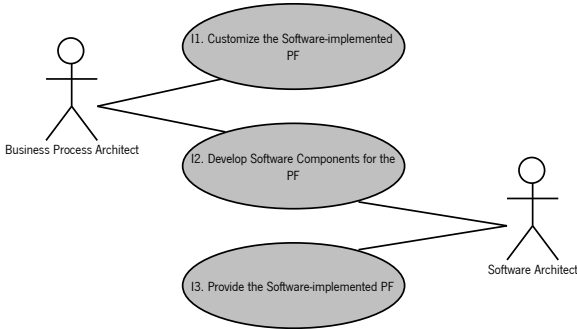 I1. Customize the Software-implemented
PF
Business Process Architect
I2. Develop Software Components for the
PF
Software Architect
I3. Provide the Software-implemented PF